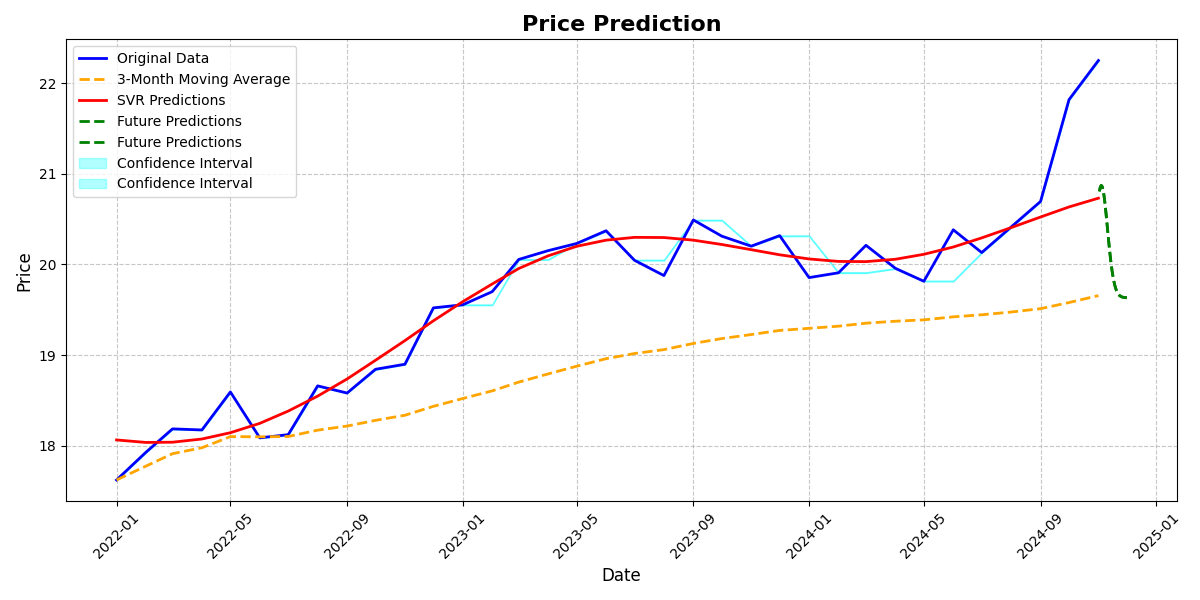 Price Prediction
Original Data
3-Month Moving Average
SVR Predictions
Future Predictions
Future Predictions
Confidence Interval
Confidence Interval
Price
22
21
20
19
18
2022-01
2022-05
2022-09
2023-01
2023-05
2023-09
2024-01
2024-05
2024-09
2025-01
Date